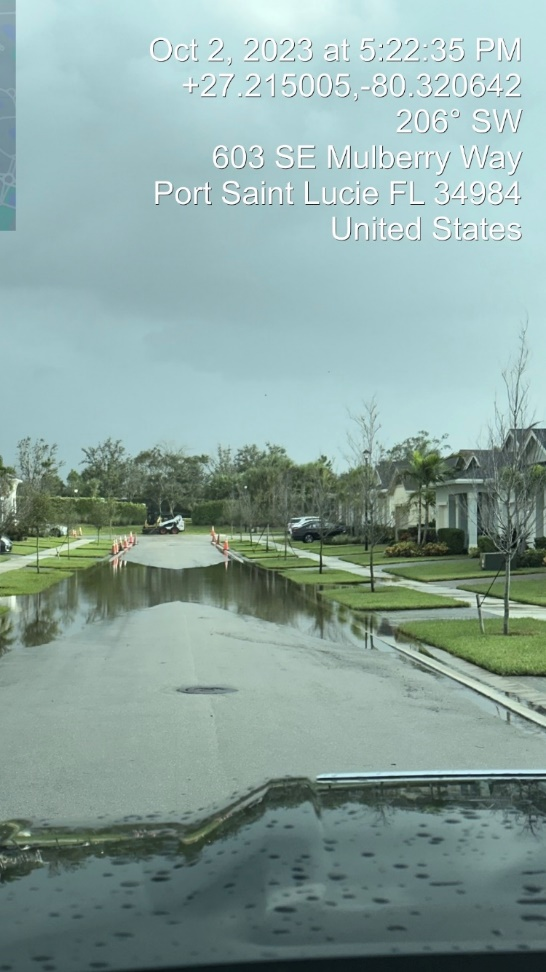 Oct 2, 2023 at 5:22:35 PM
+27.215005,-80.320642
206° SW
603 SE Mulberry Way
Port Saint Lucie FL 34984
United States